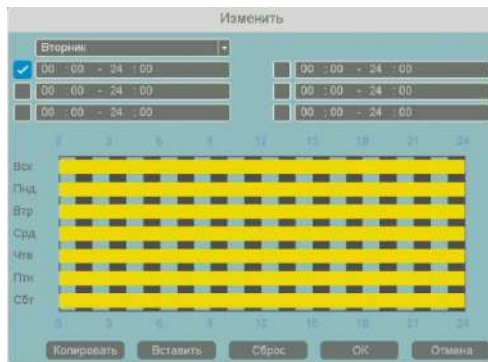 Изменить
Вторник
00 : 00 - 24 : 00 00 : 00 - 24 : 00
00 : 00 - 24 : 00 00 : 00 - 24 : 00
00 : 00 - 24 : 00 00 : 00 - 24 : 00
0 3 6 9 12 15 18 21 24
Вск
Пнд
Втр
Срд
Чтв
Птн
Сбт
0 3 6 9 12 15 18 21 24
Копировать Вставить Сброс OK Отмена